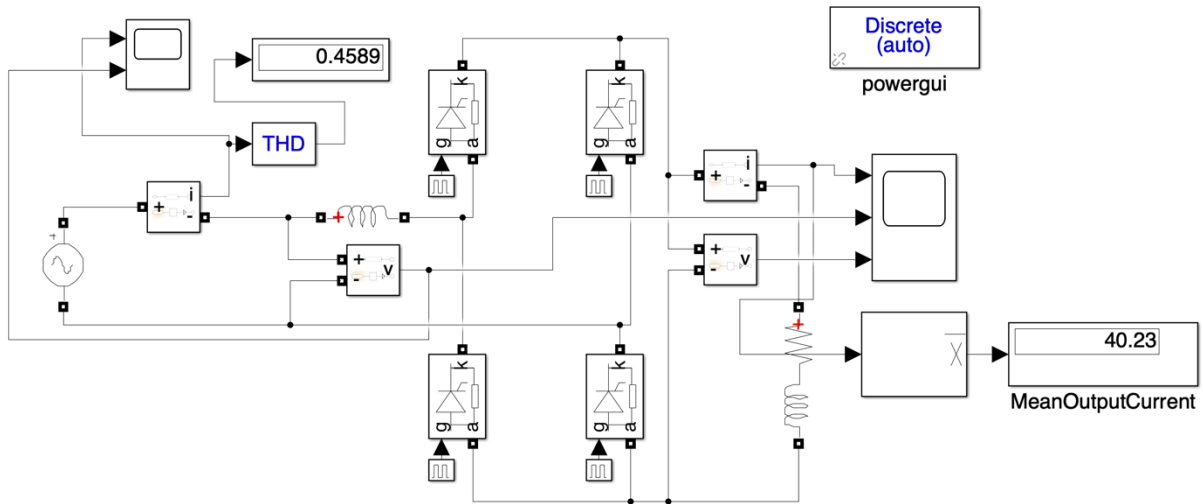 0.4589
THD
Discrete
(auto)
powergui
k
g
a
k
g
a
+
i
-
+
i
-
+
v
-
+
v
-
k
g
a
k
g
a
x
40.23
MeanOutputCurrent